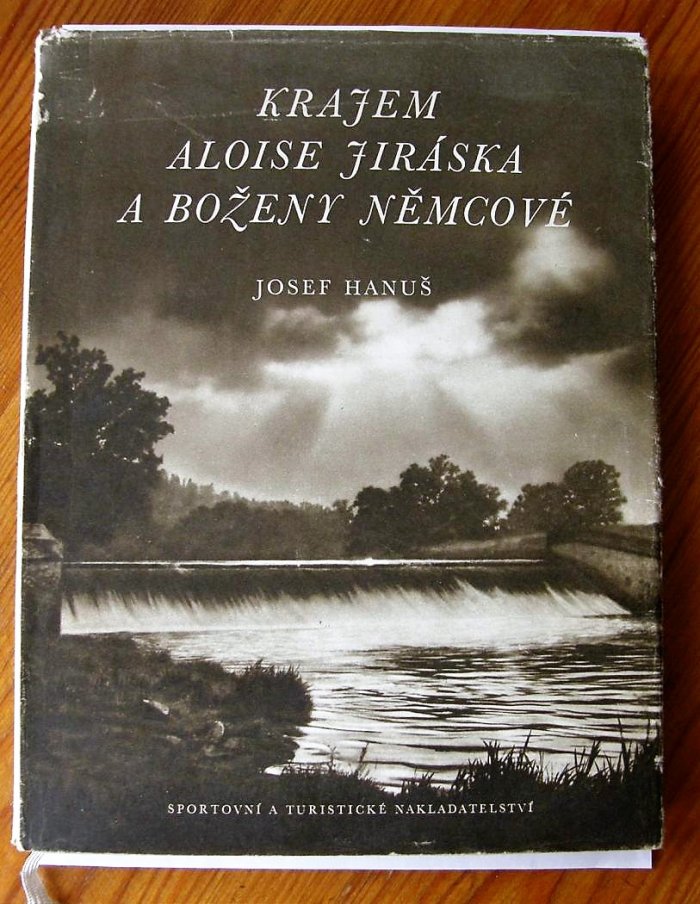 KRAJEM
ALOISE JIRÁSKA
A BOŽENY NĚMCOVÉ
JOSEF HANUŠ
SPORTOVNÍ A TURISTICKÉ NAKLADATELSTVÍ